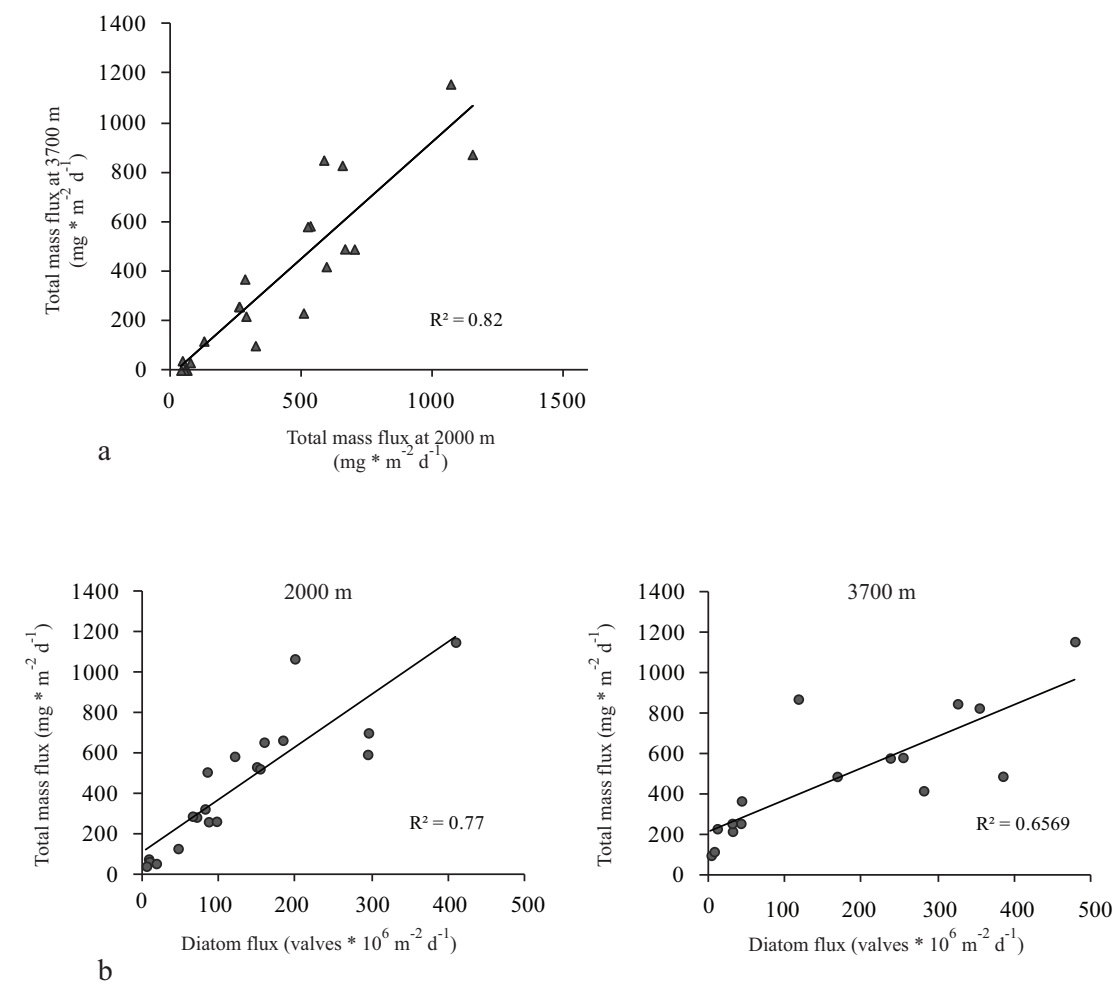 1400
1200
1000
800
600
400
200
0
Total mass flux at 3700 m
(mg * m-2 d-1)
R² = 0.82
0 500 1000 1500
Total mass flux at 2000 m
(mg * m-2 d-1)
a
2000 m
1400
1200
1000
800
600
400
200
0
Total mass flux (mg * m-2 d-1)
R² = 0.77
0 100 200 300 400 500
Diatom flux (valves * 106 m-2 d-1)
3700 m
1400
1200
1000
800
600
400
200
0
Total mass flux (mg * m-2 d-1)
R² = 0.6569
0 100 200 300 400 500
Diatom flux (valves * 106 m-2 d-1)
b